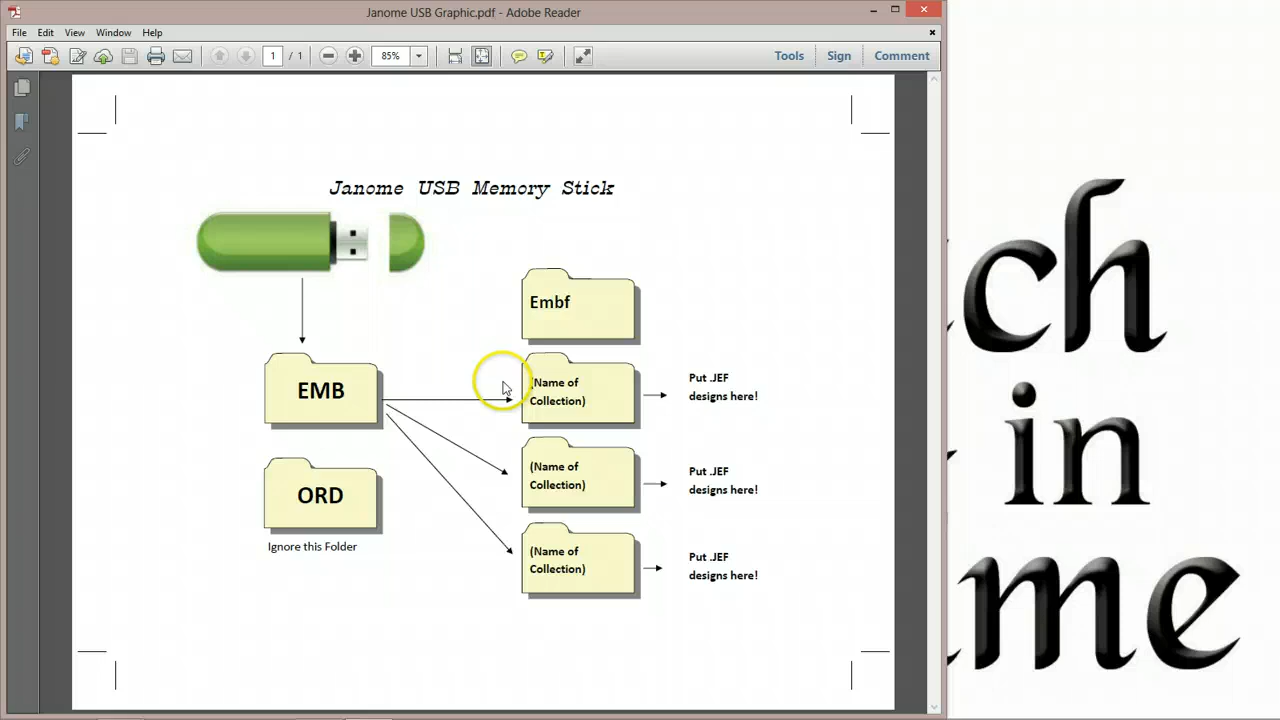 Janome USB Graphic.pdf - Adobe Reader
File Edit View Window Help
1 / 1 85% Tools Sign Comment
Janome USB Memory Stick
Embf
EMB
(Name of
Collection)
Put .JEF
designs here!
(Name of
Collection)
Put .JEF
designs here!
ORD
Ignore this Folder
(Name of
Collection)
Put .JEF
designs here!
ch
in
me